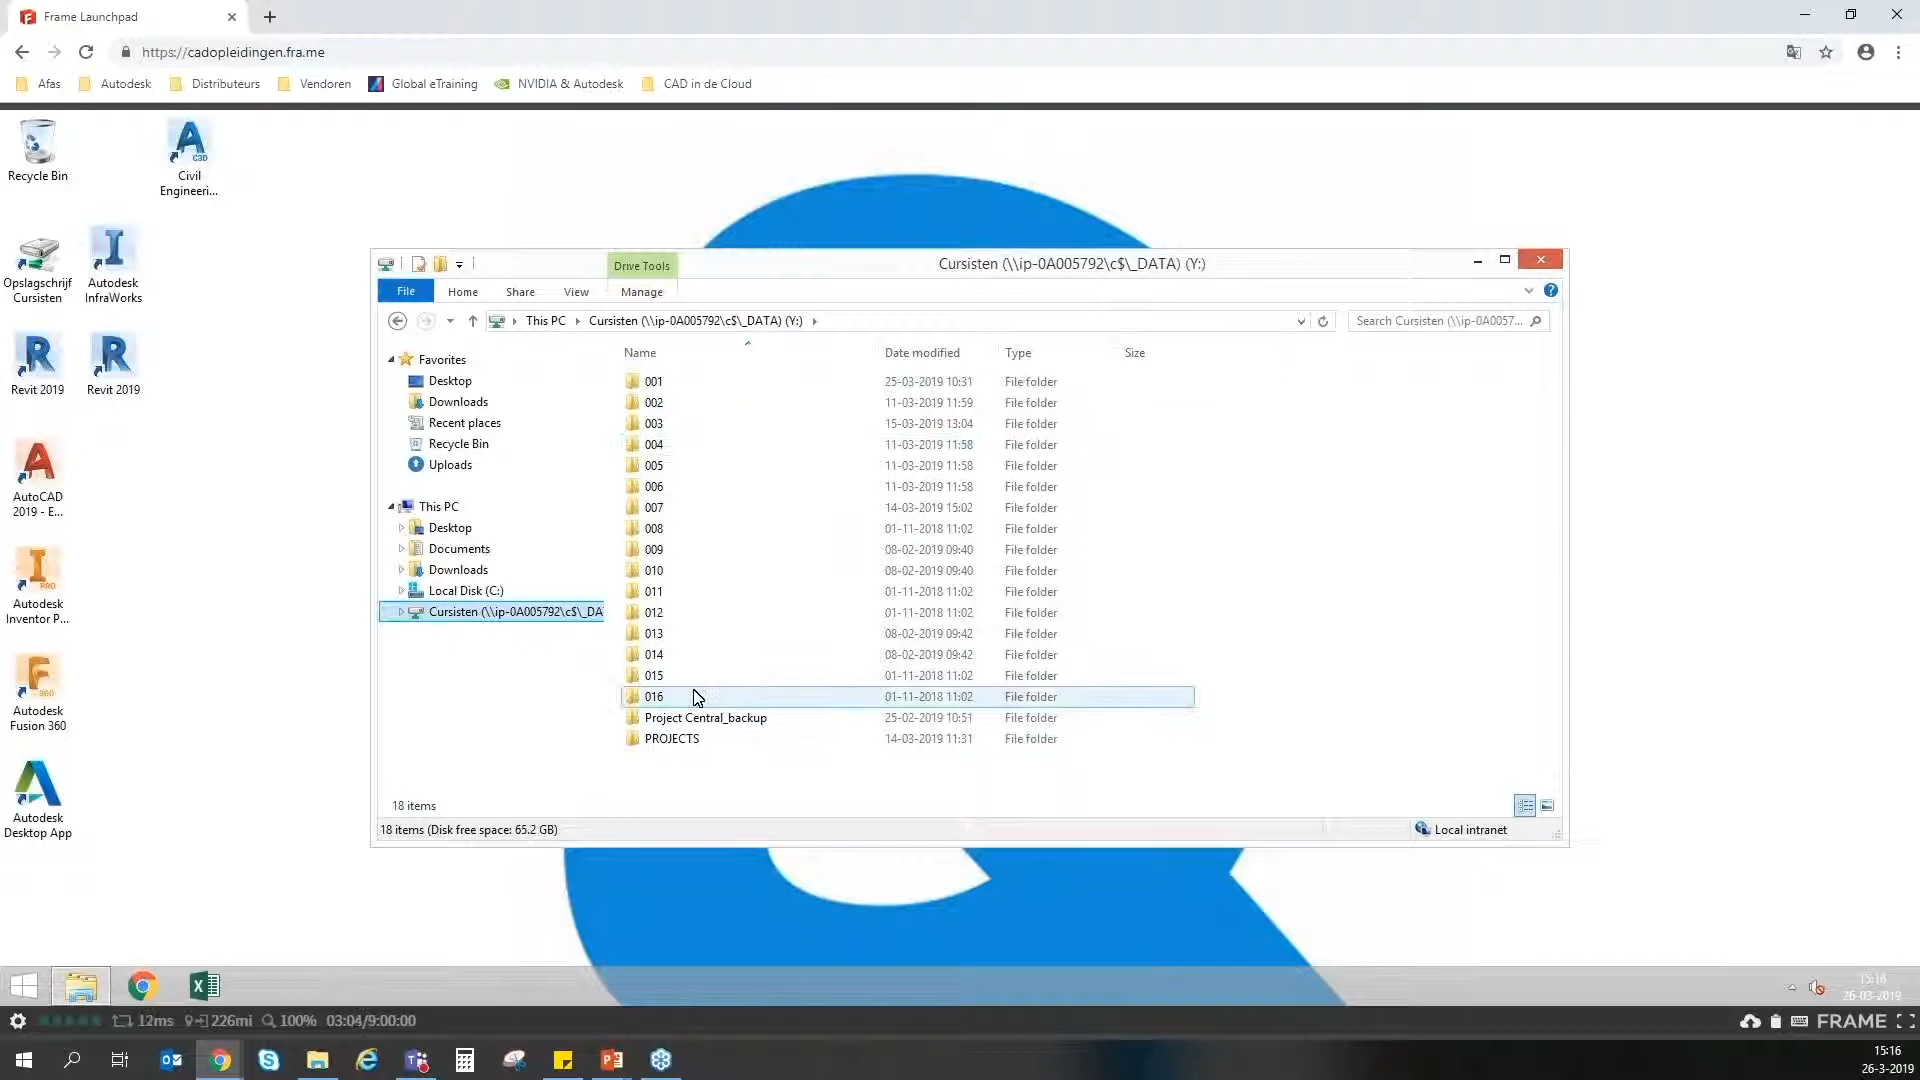 Frame Launchpad
https://cadopleidingen.fra.me
Afas Autodesk Distributeurs Vendoren Global eTraining NVIDIA & Autodesk CAD in de Cloud
Recycle Bin
C3D
Civil
Engineeri...
Opslagschrijf
Cursisten
Autodesk
InfraWorks
Revit 2019
Revit 2019
AutoCAD
2019 - E...
PRO
Autodesk
Inventor P...
360
Autodesk
Fusion 360
Autodesk
Desktop App
Drive Tools
Cursisten (\\ip-0A005792\c$\_DATA) (Y:)
File Home Share View Manage
This PC Cursisten (\\ip-0A005792\c$\_DATA) (Y:)
Search Cursisten (\\ip-0A0057...
Favorites
Desktop
Downloads
Recent places
Recycle Bin
Uploads
This PC
Desktop
Documents
Downloads
Local Disk (C:)
Cursisten (\\ip-0A005792\c$\_DA
Name Date modified Type Size
001 25-03-2019 10:31 File folder
002 11-03-2019 11:59 File folder
003 15-03-2019 13:04 File folder
004 11-03-2019 11:58 File folder
005 11-03-2019 11:58 File folder
006 11-03-2019 11:58 File folder
007 14-03-2019 15:02 File folder
008 01-11-2018 11:02 File folder
009 08-02-2019 09:40 File folder
010 08-02-2019 09:40 File folder
011 01-11-2018 11:02 File folder
012 01-11-2018 11:02 File folder
013 08-02-2019 09:42 File folder
014 08-02-2019 09:42 File folder
015 01-11-2018 11:02 File folder
016 01-11-2018 11:02 File folder
Project Central_backup 25-02-2019 10:51 File folder
PROJECTS 14-03-2019 11:31 File folder
18 items
18 items (Disk free space: 65.2 GB)
Local intranet
15:16
26-03-2019
12ms 226mi 100% 03:04/9:00:00
FRAME
15:16
26-3-2019